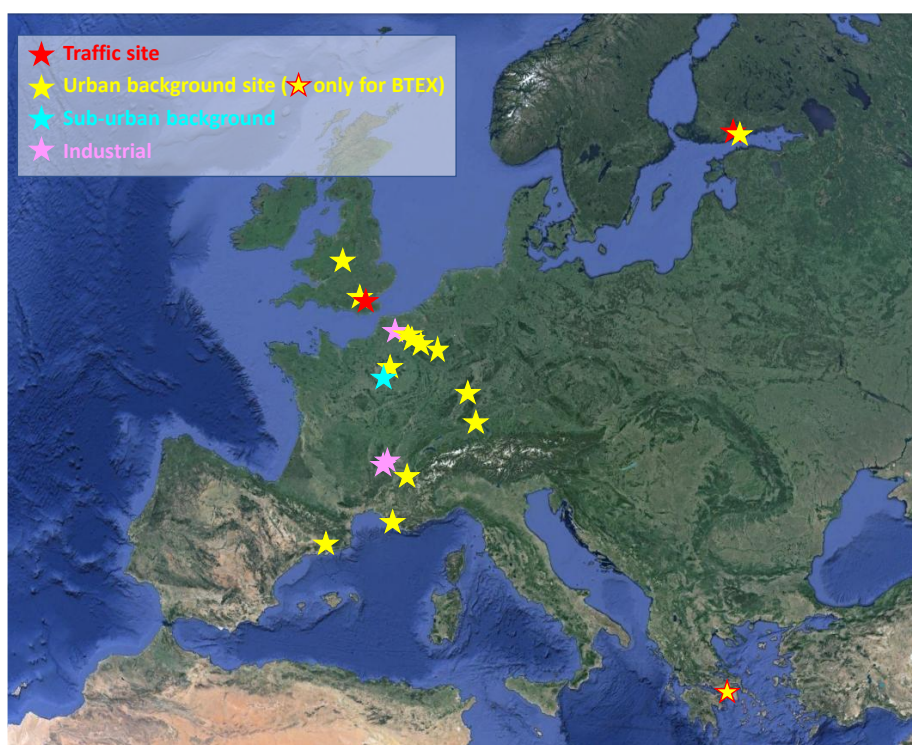 Traffic site
Urban background site (only for BTEX)
Sub-urban background
Industrial